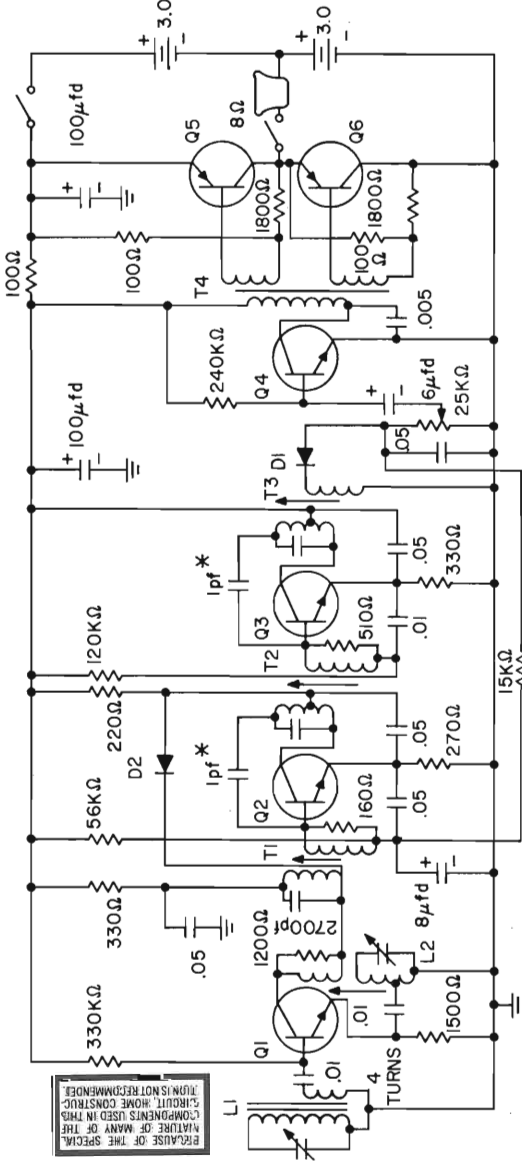 BECAUSE OF THE SPECIAL
NATURE OF MANY OF THE
COMPONENTS USED IN THIS
CIRCUIT, HOME CONSTRUC-
TION IS NOT RECOMMENDED.
L1
4
TURNS
.01
330KΩ
Q1
.01
1500Ω
L2
1200Ω
2700pf
330Ω
.05
8µfd
56KΩ
T1
160Ω
Q2
1pf*
D2
220Ω
.05
.05
270Ω
120KΩ
T2
510Ω
Q3
1pf*
.01
.05
330Ω
15KΩ
T3
D1
.05
25KΩ
6µfd
100µfd
+
-
240KΩ
Q4
.005
T4
100Ω
100Ω
100µfd
+
-
1800Ω
100
Ω
1800Ω
Q5
Q6
8Ω
+
3.0
-
+
3.0
-